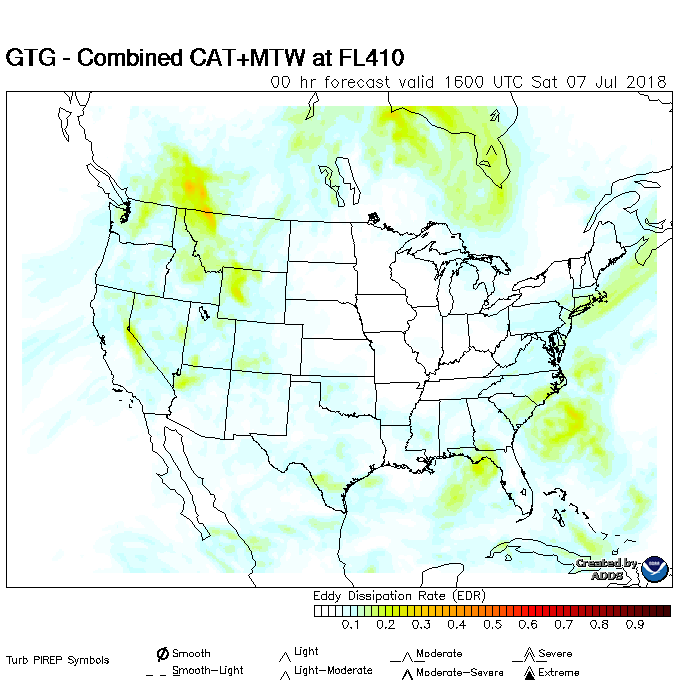 GTG - Combined CAT+MTW at FL410
00 hr forecast valid 1600 UTC Sat 07 Jul 2018
Created by
ADDS
Eddy Dissipation Rate (EDR)
0.1 0.2 0.3 0.4 0.5 0.6 0.7 0.8 0.9
Turb PIREP Symbols
Smooth Light Moderate Severe
Smooth-Light Light-Moderate Moderate-Severe Extreme